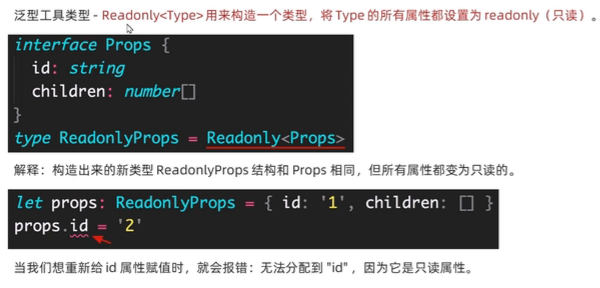 泛型工具类型 - Readonly<Type> 用来构造一个类型，将 Type 的所有属性都设置为 readonly（只读）。
interface Props {
  id: string
  children: number[]
}
type ReadonlyProps = Readonly<Props>
解释：构造出来的新类型 ReadonlyProps 结构和 Props 相同，但所有属性都变为只读的。
let props: ReadonlyProps = { id: '1', children: [] }
props.id = '2'
当我们想重新给 id 属性赋值时，就会报错：无法分配到 "id" ，因为它是只读属性。